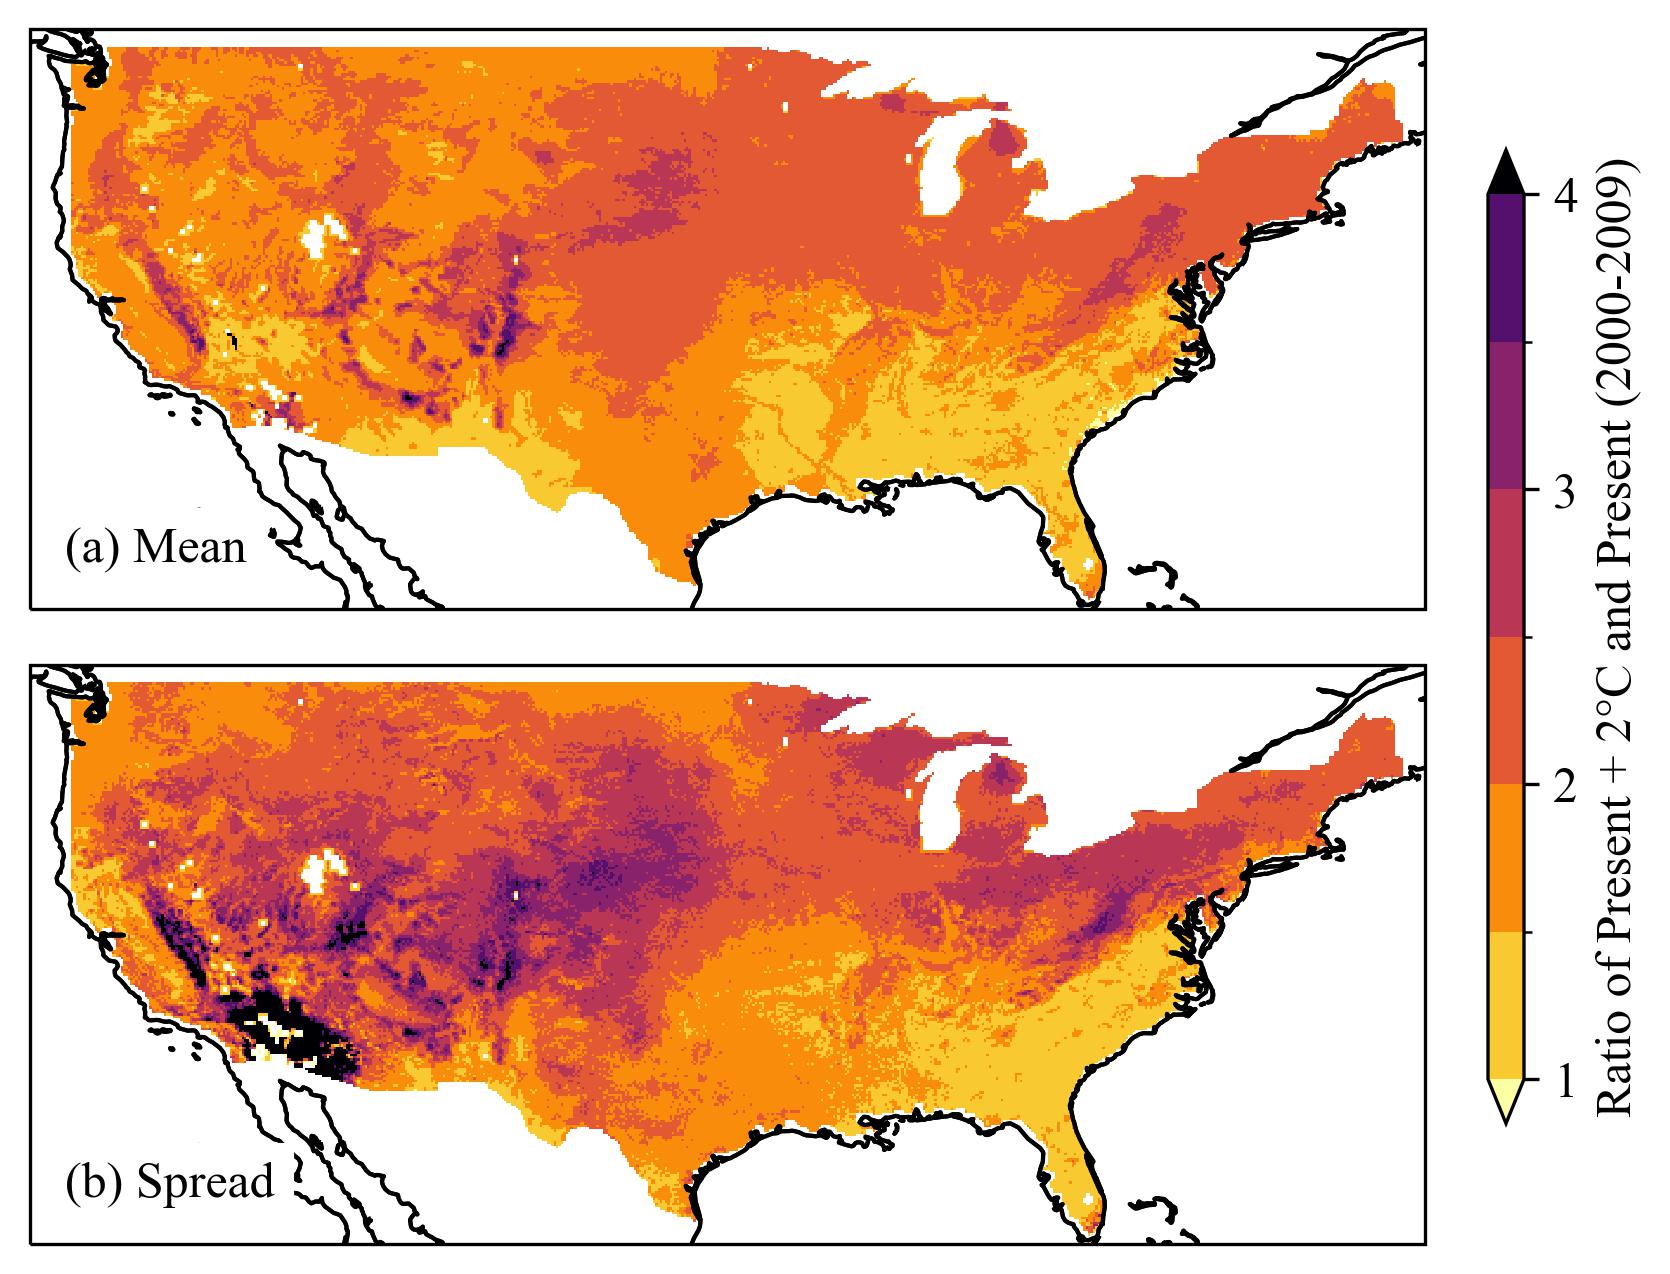 (a) Mean
(b) Spread
4
3
2
1
Ratio of Present + 2°C and Present (2000-2009)